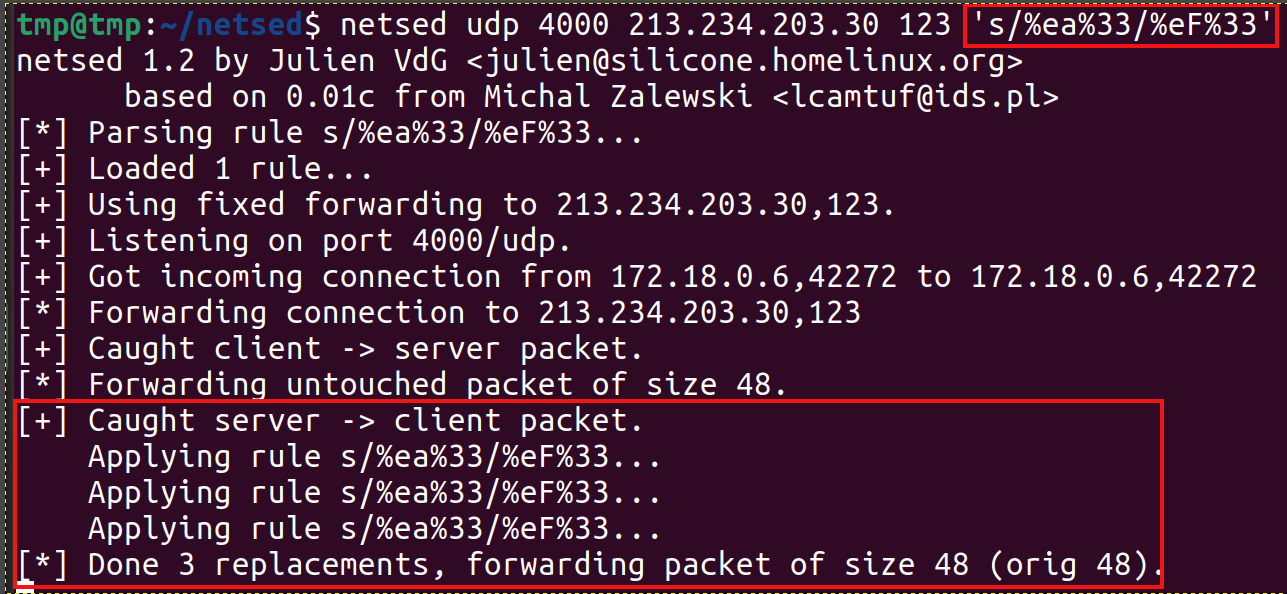 tmp@tmp:~/netsed$ netsed udp 4000 213.234.203.30 123 's/%ea%33/%eF%33'
netsed 1.2 by Julien VdG <julien@silicone.homelinux.org>
      based on 0.01c from Michal Zalewski <lcamtuf@ids.pl>
[*] Parsing rule s/%ea%33/%eF%33...
[+] Loaded 1 rule...
[+] Using fixed forwarding to 213.234.203.30,123.
[+] Listening on port 4000/udp.
[+] Got incoming connection from 172.18.0.6,42272 to 172.18.0.6,42272
[*] Forwarding connection to 213.234.203.30,123
[+] Caught client -> server packet.
[*] Forwarding untouched packet of size 48.
[+] Caught server -> client packet.
    Applying rule s/%ea%33/%eF%33...
    Applying rule s/%ea%33/%eF%33...
    Applying rule s/%ea%33/%eF%33...
[*] Done 3 replacements, forwarding packet of size 48 (orig 48).